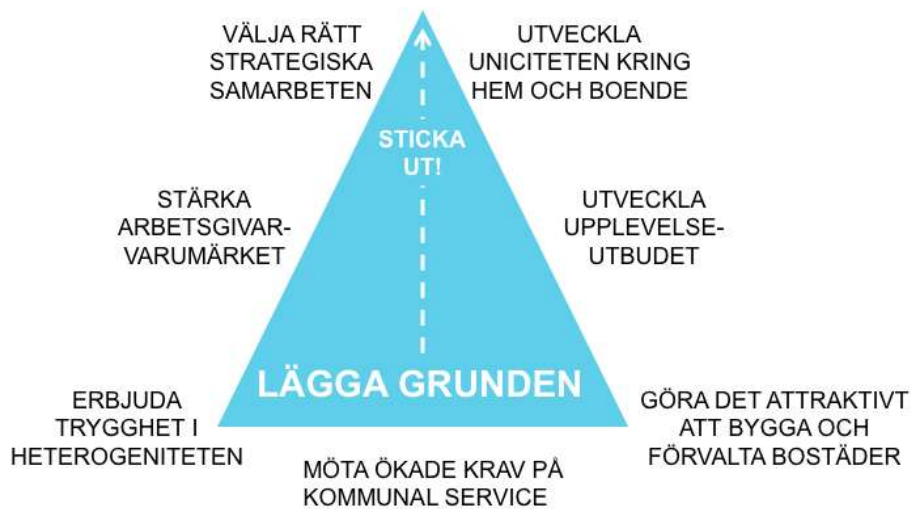 VÄLJA RÄTT
STRATEGISKA
SAMARBETEN
UTVECKLA
UNICITETEN KRING
HEM OCH BOENDE
STICKA
UT!
STÄRKA
ARBETSGIVAR-
VARUMÄRKET
UTVECKLA
UPPLEVELSE-
UTBUDET
LÄGGA GRUNDEN
ERBJUDA
TRYGGHET I
HETEROGENITETEN
GÖRA DET ATTRAKTIVT
ATT BYGGA OCH
FÖRVALTA BOSTÄDER
MÖTA ÖKADE KRAV PÅ
KOMMUNAL SERVICE